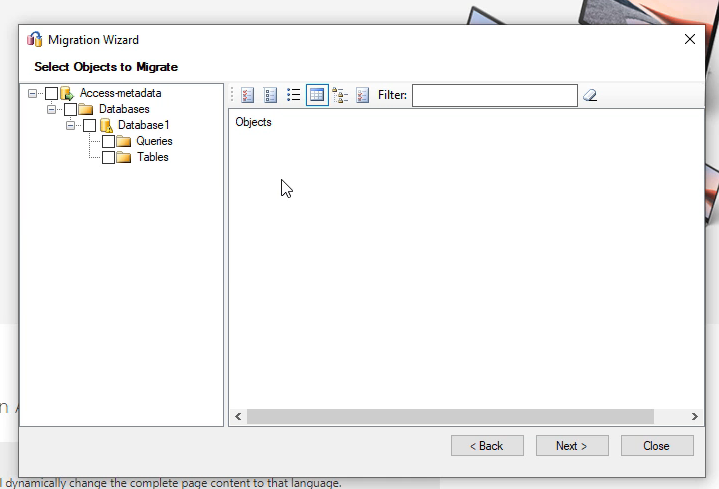 Migration Wizard
Select Objects to Migrate
Access-metadata
Databases
Database1
Queries
Tables
Filter:
Objects
< Back
Next >
Close
n A
l dynamically change the complete page content to that language.